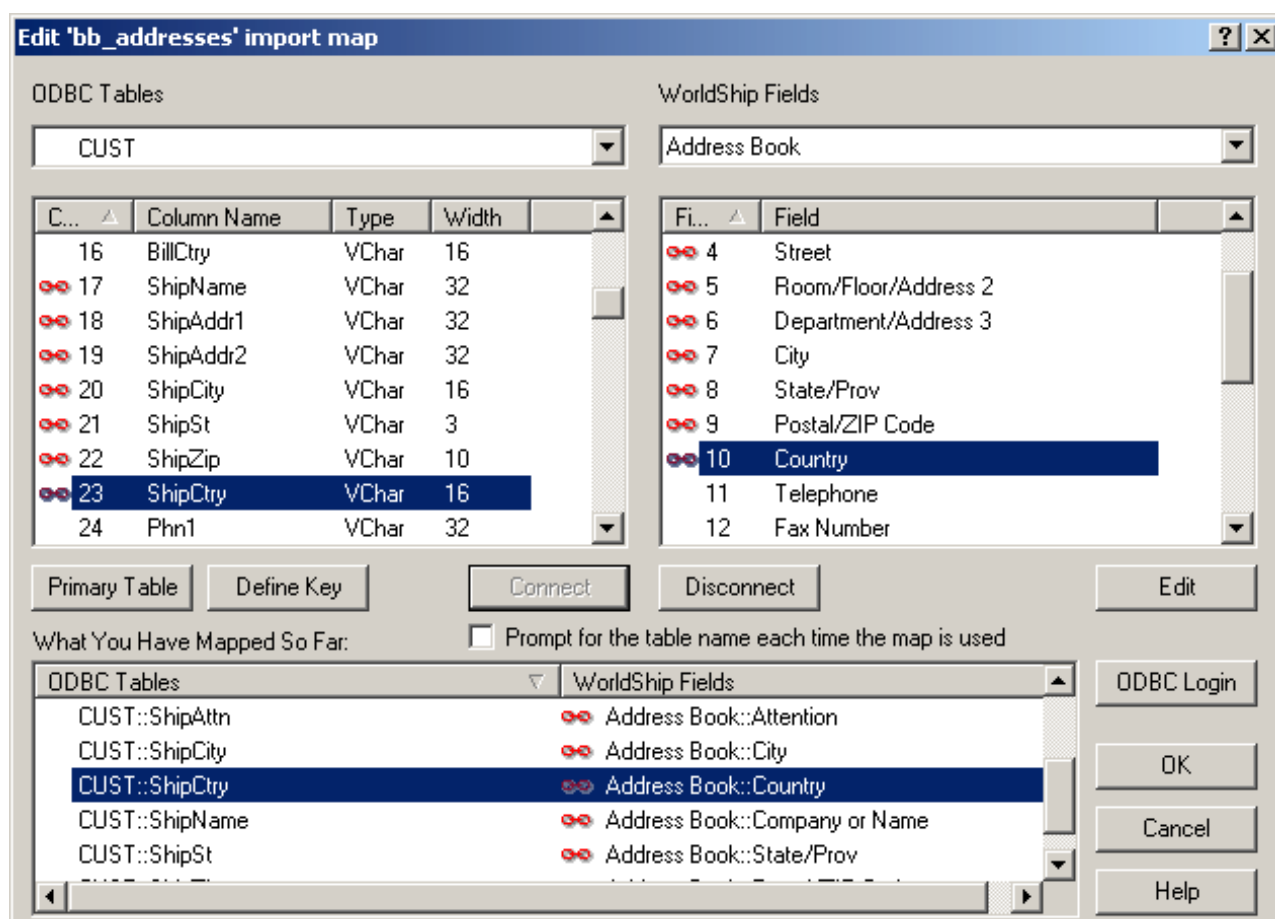 Edit 'bb_addresses' import map
ODBC Tables
WorldShip Fields
CUST
Address Book
C... Column Name Type Width
16 BillCtry VChar 16
17 ShipName VChar 32
18 ShipAddr1 VChar 32
19 ShipAddr2 VChar 32
20 ShipCity VChar 16
21 ShipSt VChar 3
22 ShipZip VChar 10
23 ShipCtry VChar 16
24 Phn1 VChar 32
Fi... Field
4 Street
5 Room/Floor/Address 2
6 Department/Address 3
7 City
8 State/Prov
9 Postal/ZIP Code
10 Country
11 Telephone
12 Fax Number
Primary Table Define Key Connect Disconnect Edit
What You Have Mapped So Far: Prompt for the table name each time the map is used
ODBC Tables WorldShip Fields
CUST::ShipAttn Address Book::Attention
CUST::ShipCity Address Book::City
CUST::ShipCtry Address Book::Country
CUST::ShipName Address Book::Company or Name
CUST::ShipSt Address Book::State/Prov
ODBC Login
OK
Cancel
Help